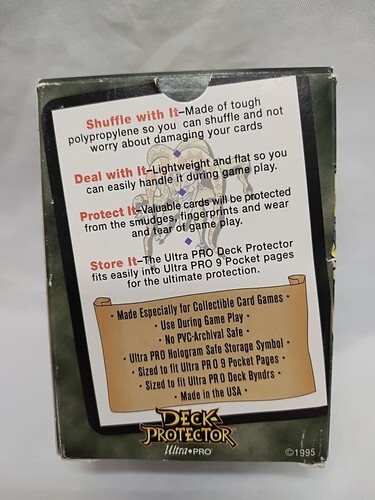 Shuffle with It–Made of tough
polypropylene so you can shuffle and not
worry about damaging your cards
Deal with It–Lightweight and flat so you
can easily handle it during game play.
Protect It–Valuable cards will be protected
from the smudges, fingerprints and wear
and tear of game play.
Store It–The Ultra PRO Deck Protector
fits easily into Ultra PRO 9 Pocket pages
for the ultimate protection.
• Made Especially for Collectible Card Games •
• Use During Game Play •
• No PVC-Archival Safe •
• Ultra PRO Hologram Safe Storage Symbol •
• Sized to fit Ultra PRO 9 Pocket Pages •
• Sized to fit Ultra PRO Deck Byndrs •
• Made in the USA •
DECK
PROTECTOR
Ultra•PRO
©1995